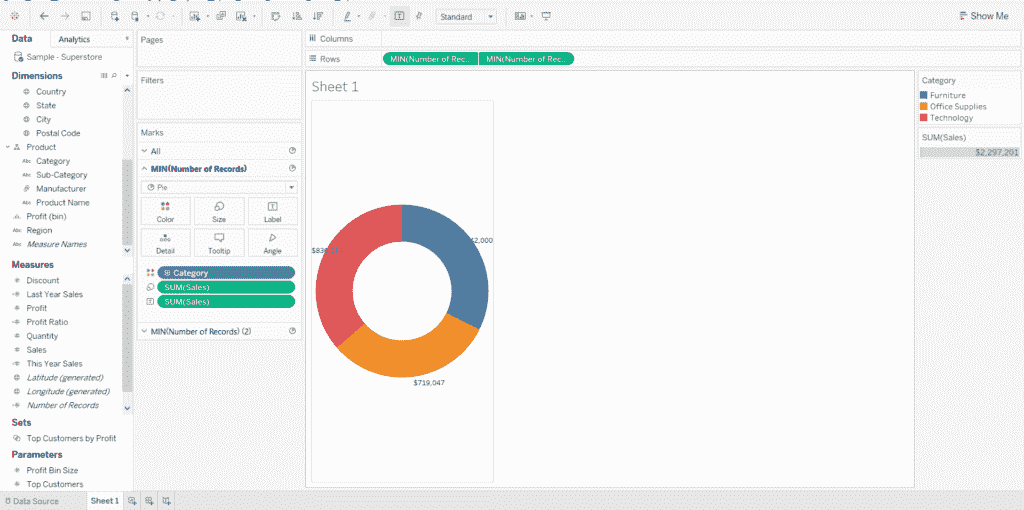 Standard
Show Me
Data
Analytics
Sample - Superstore
Dimensions
Country
State
City
Postal Code
Product
Abc Category
Abc Sub-Category
Manufacturer
Abc Product Name
Profit (bin)
Abc Region
Abc Measure Names
Measures
Discount
Last Year Sales
Profit
Profit Ratio
Quantity
Sales
This Year Sales
Latitude (generated)
Longitude (generated)
Number of Records
Sets
Top Customers by Profit
Parameters
Profit Bin Size
Top Customers
Pages
Filters
Marks
All
MIN(Number of Records)
Pie
Color Size Label
Detail Tooltip Angle
Category
SUM(Sales)
SUM(Sales)
MIN(Number of Records) (2)
Columns
Rows
MIN(Number of Rec.. MIN(Number of Rec..
Sheet 1
$719,047
Category
Furniture
Office Supplies
Technology
SUM(Sales)
$2,297,201
Data Source
Sheet 1